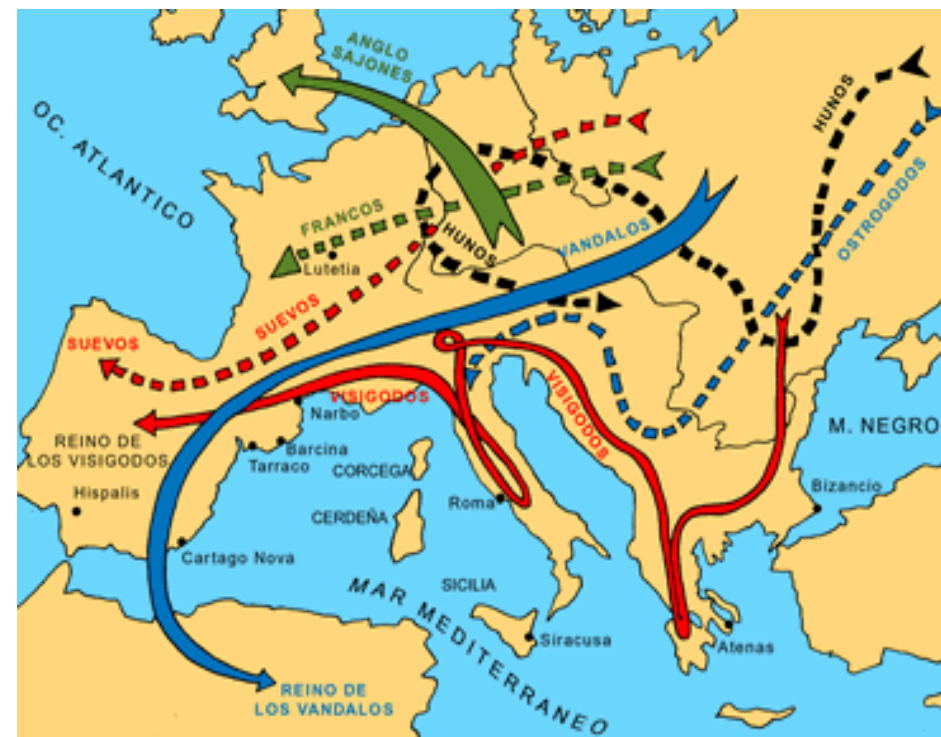 ANGLO
SAJONES
OC. ATLANTICO
HUNOS
OSTROGODOS
FRANCOS
Lutetia
HUNOS
VANDALOS
SUEVOS
SUEVOS
VISIGODOS
VISIGODOS
Narbo
REINO DE
LOS VISIGODOS
Barcina
Tarraco
CORCEGA
M. NEGRO
Hispalis
Roma
Bizancio
CERDEÑA
Cartago Nova
SICILIA
MAR MEDITERRANEO
Siracusa
Atenas
REINO DE
LOS VANDALOS